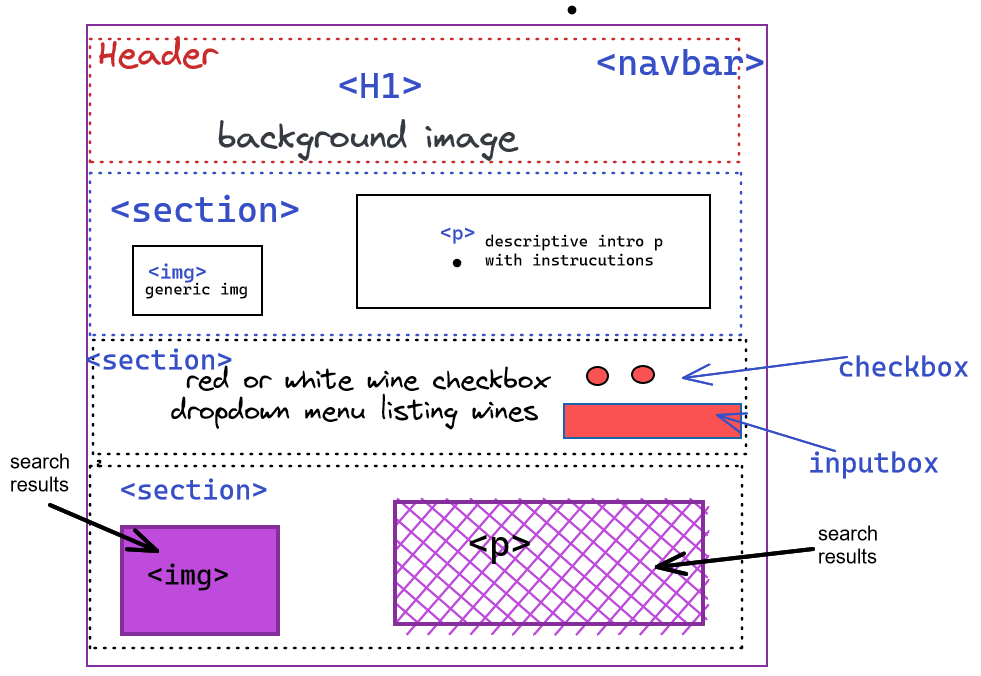 Header
<navbar>
<H1>
background image
<section>
<p>
descriptive intro p
with instrucutions
<img>
generic img
<section>
red or white wine checkbox
dropdown menu listing wines
checkbox
inputbox
search
results
<section>
<img>
<p>
search
results